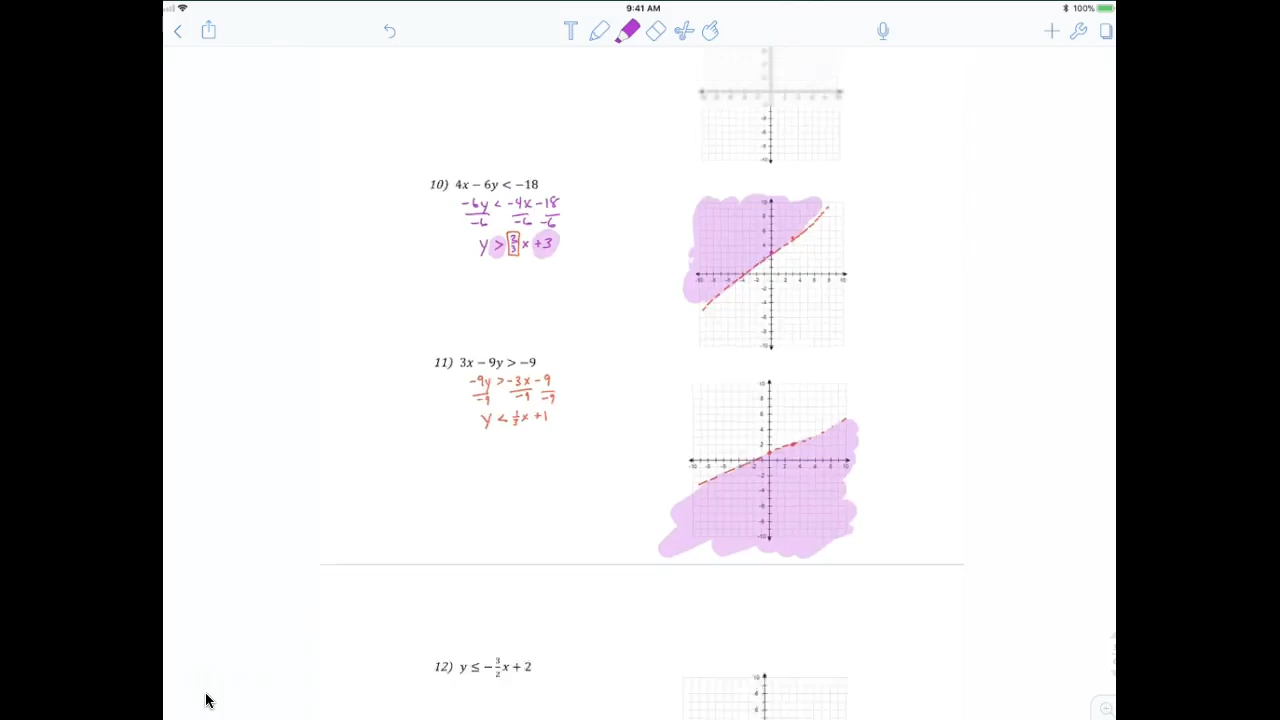 9:41 AM
100%
T
10) 4x − 6y < −18
-6y < -4x -18
-6 -6 -6
y > 2/3 x +3
11) 3x − 9y > −9
-9y > -3x - 9
-9 -9 -9
y < 1/3 x +1
12) y ≤ −3/2 x + 2